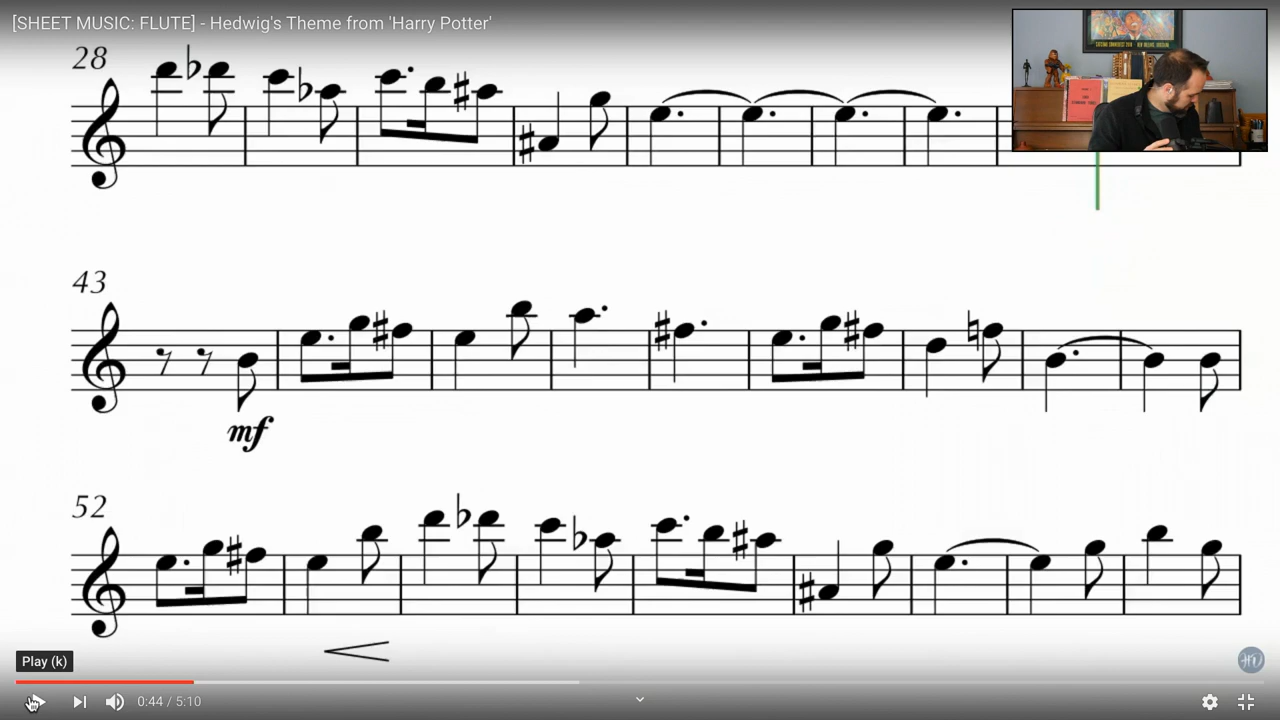 [SHEET MUSIC: FLUTE] - Hedwig's Theme from 'Harry Potter'
28
43
mf
52
Play (k)
0:44 / 5:10